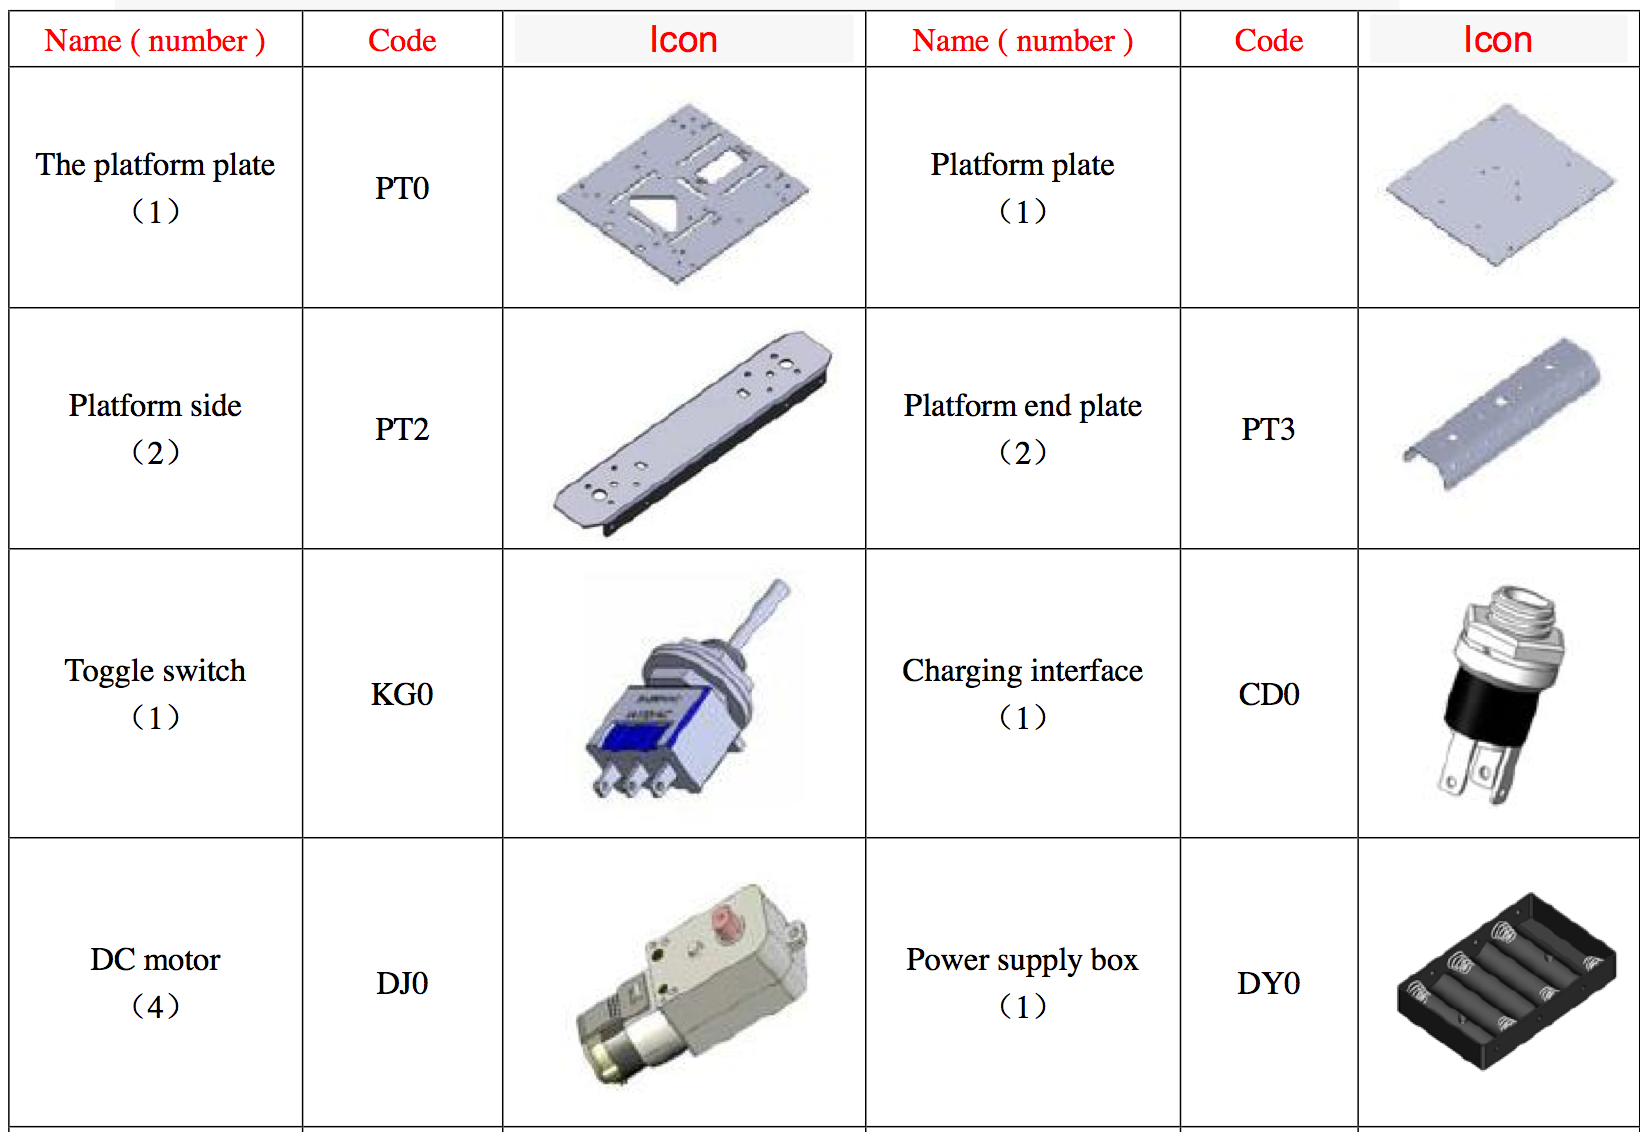 Name ( number ) Code Icon Name ( number ) Code Icon
The platform plate
（1）
PT0
Platform plate
（1）
Platform side
（2）
PT2
Platform end plate
（2）
PT3
Toggle switch
（1）
KG0
Charging interface
（1）
CD0
DC motor
（4）
DJ0
Power supply box
（1）
DY0